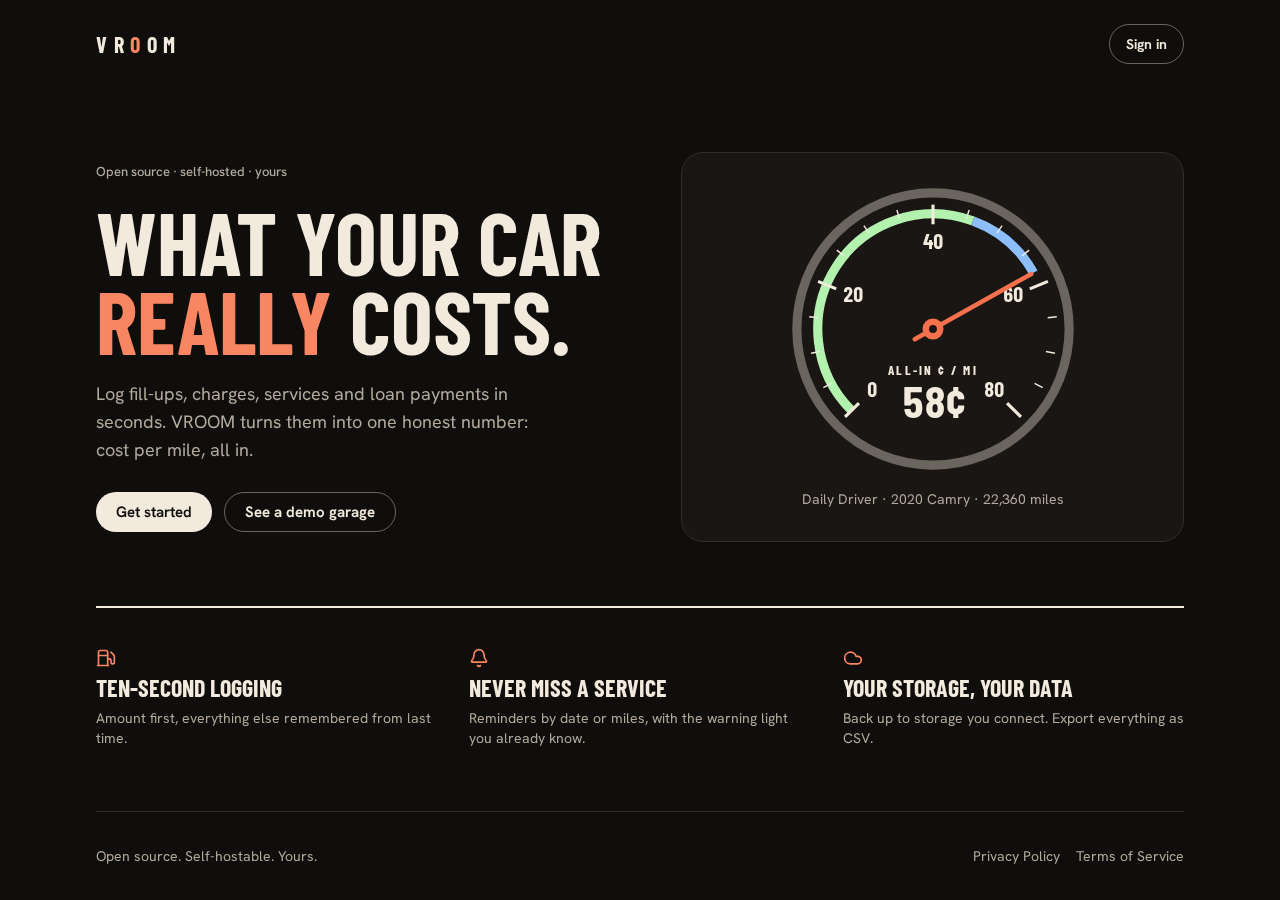 VROOM
Sign in
Open source · self-hosted · yours
WHAT YOUR CAR
REALLY COSTS.
Log fill-ups, charges, services and loan payments in
seconds. VROOM turns them into one honest number:
cost per mile, all in.
Get started
See a demo garage
40
20
60
ALL-IN ¢ / MI
0
58¢
80
Daily Driver · 2020 Camry · 22,360 miles
TEN-SECOND LOGGING
Amount first, everything else remembered from last
time.
NEVER MISS A SERVICE
Reminders by date or miles, with the warning light
you already know.
YOUR STORAGE, YOUR DATA
Back up to storage you connect. Export everything as
CSV.
Open source. Self-hostable. Yours.
Privacy Policy
Terms of Service